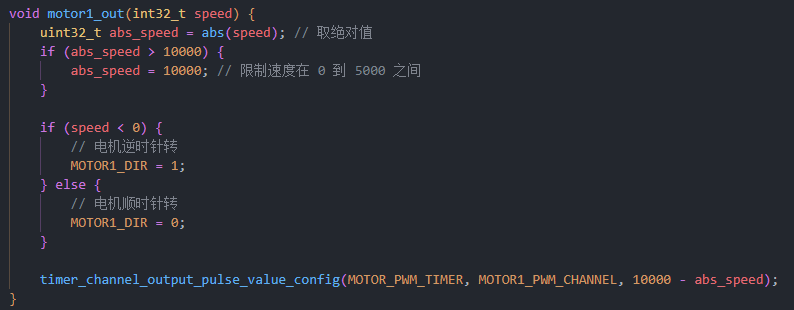 void motor1_out(int32_t speed) {
    uint32_t abs_speed = abs(speed); // 取绝对值
    if (abs_speed > 10000) {
        abs_speed = 10000; // 限制速度在 0 到 5000 之间
    }

    if (speed < 0) {
        // 电机逆时针转
        MOTOR1_DIR = 1;
    } else {
        // 电机顺时针转
        MOTOR1_DIR = 0;
    }

    timer_channel_output_pulse_value_config(MOTOR_PWM_TIMER, MOTOR1_PWM_CHANNEL, 10000 - abs_speed);
}